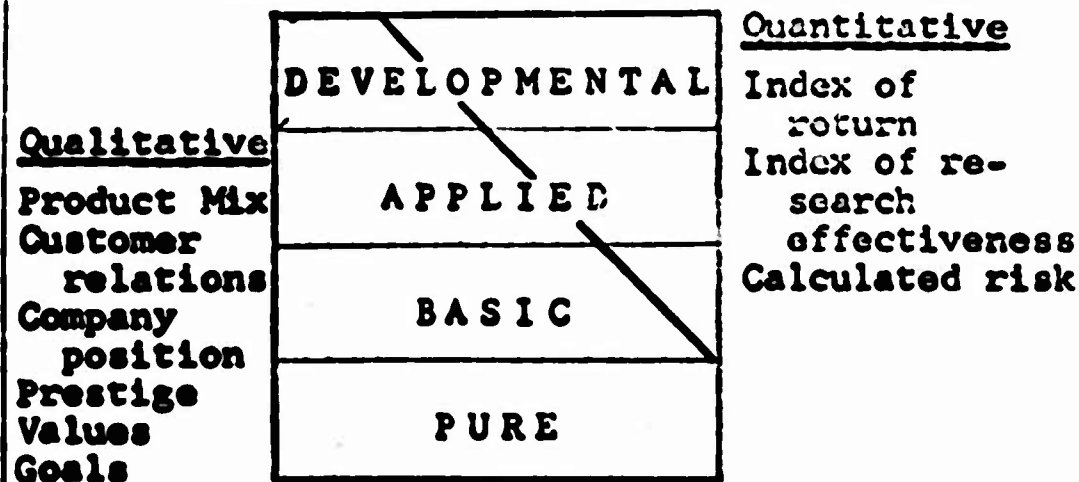 Qualitative
Product Mix
Customer
relations
Company
position
Prestige
Values
Goals
DEVELOPMENTAL
APPLIED
BASIC
PURE
Quantitative
Index of
return
Index of re-
search
effectiveness
Calculated risk